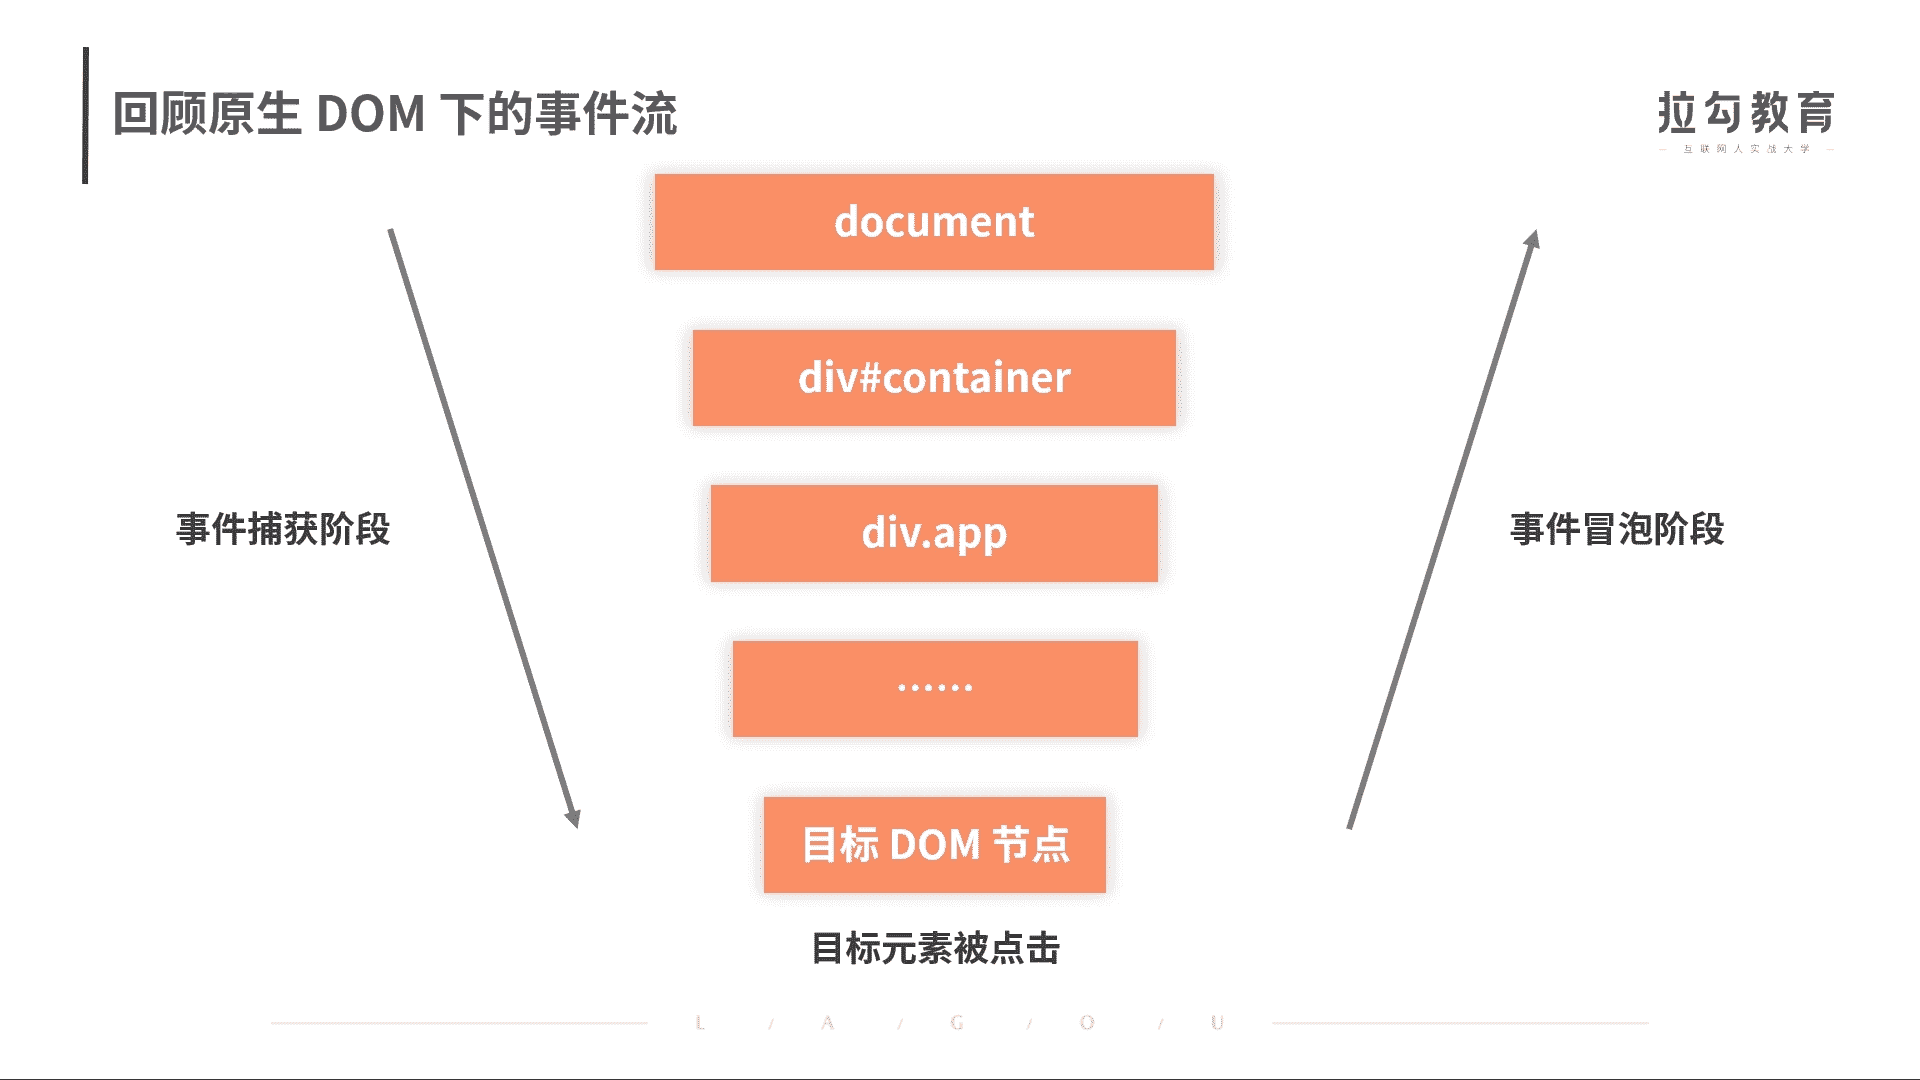 回顾原生 DOM 下的事件流
拉勾教育
— 互联网人实战大学 —
document
div#container
div.app
事件捕获阶段
事件冒泡阶段
······
目标 DOM 节点
目标元素被点击
L / A / G / O / U